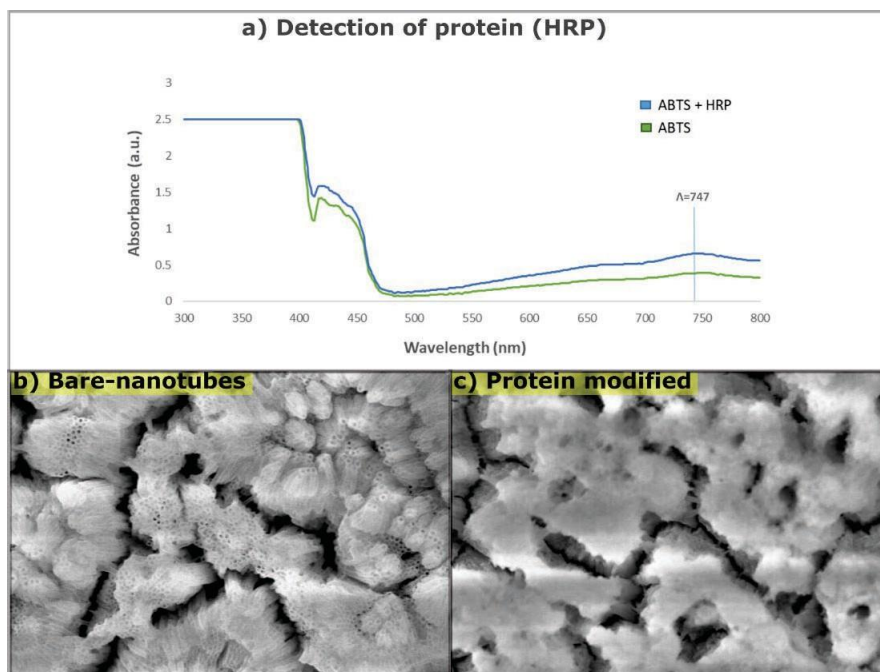 a) Detection of protein (HRP)
3
2.5
2
1.5
1
0.5
0
Absorbance (a.u.)
ABTS + HRP
ABTS
Λ=747
300 350 400 450 500 550 600 650 700 750 800
Wavelength (nm)
b) Bare-nanotubes
c) Protein modified